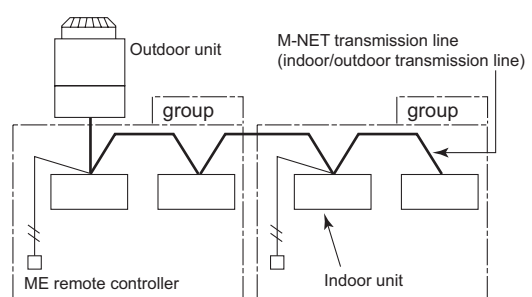 Outdoor unit
M-NET transmission line
(indoor/outdoor transmission line)
group
group
ME remote controller
Indoor unit